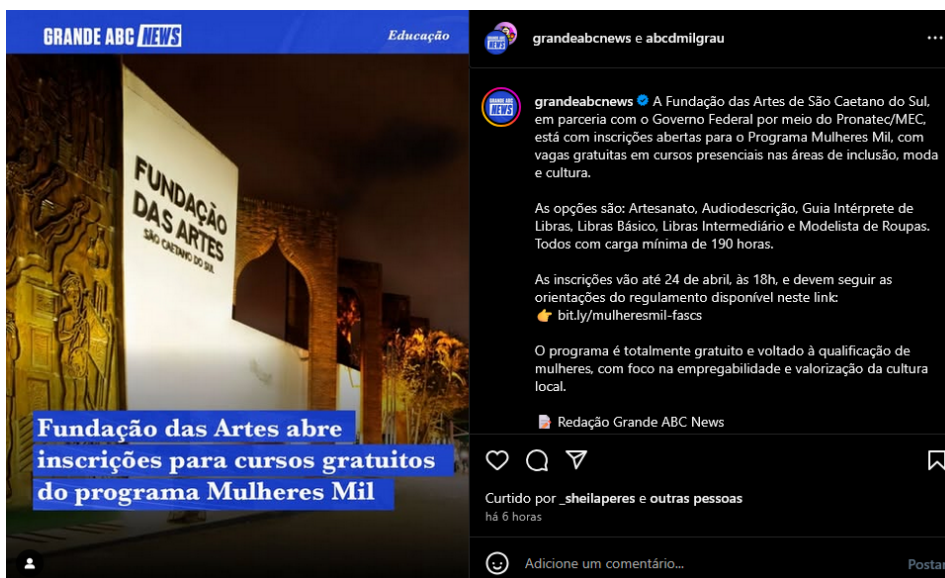 GRANDE ABC NEWS
Educação
FUNDAÇÃO
DAS ARTES
SÃO CAETANO DO SUL
Fundação das Artes abre
inscrições para cursos gratuitos
do programa Mulheres Mil
grandeabcnews e abcdmilgrau
grandeabcnews A Fundação das Artes de São Caetano do Sul,
em parceria com o Governo Federal por meio do Pronatec/MEC,
está com inscrições abertas para o Programa Mulheres Mil, com
vagas gratuitas em cursos presenciais nas áreas de inclusão, moda
e cultura.
As opções são: Artesanato, Audiodescrição, Guia Intérprete de
Libras, Libras Básico, Libras Intermediário e Modelista de Roupas.
Todos com carga mínima de 190 horas.
As inscrições vão até 24 de abril, às 18h, e devem seguir as
orientações do regulamento disponível neste link:
👉 bit.ly/mulheresmil-fascs
O programa é totalmente gratuito e voltado à qualificação de
mulheres, com foco na empregabilidade e valorização da cultura
local.
📝 Redação Grande ABC News
Curtido por _sheilaperes e outras pessoas
há 6 horas
Adicione um comentário...
Postar